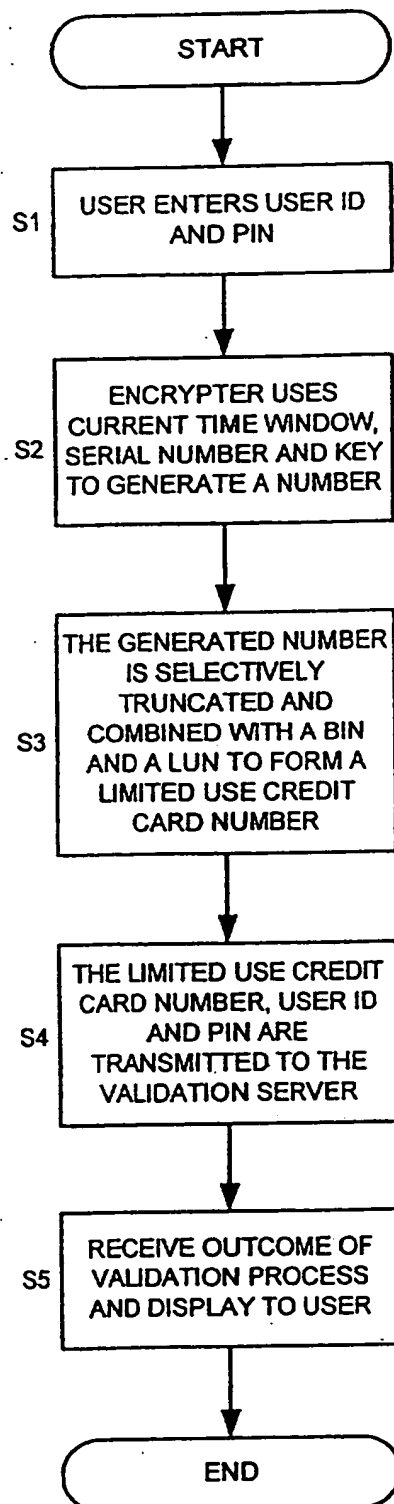 START
S1
USER ENTERS USER ID
AND PIN
S2
ENCRYPTER USES
CURRENT TIME WINDOW,
SERIAL NUMBER AND KEY
TO GENERATE A NUMBER
S3
THE GENERATED NUMBER
IS SELECTIVELY
TRUNCATED AND
COMBINED WITH A BIN
AND A LUN TO FORM A
LIMITED USE CREDIT
CARD NUMBER
S4
THE LIMITED USE CREDIT
CARD NUMBER, USER ID
AND PIN ARE
TRANSMITTED TO THE
VALIDATION SERVER
S5
RECEIVE OUTCOME OF
VALIDATION PROCESS
AND DISPLAY TO USER
END